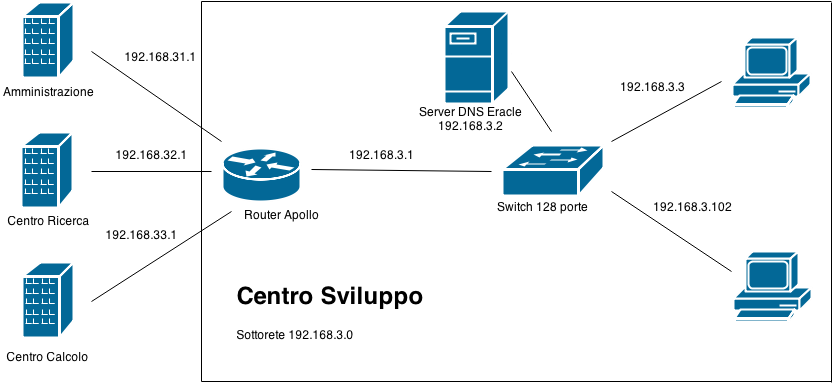 192.168.31.1
Amministrazione
Server DNS Eracle
192.168.3.2
192.168.3.3
192.168.32.1
192.168.3.1
Centro Ricerca
Router Apollo
Switch 128 porte
192.168.3.102
192.168.33.1
Centro Sviluppo
Sottorete 192.168.3.0
Centro Calcolo